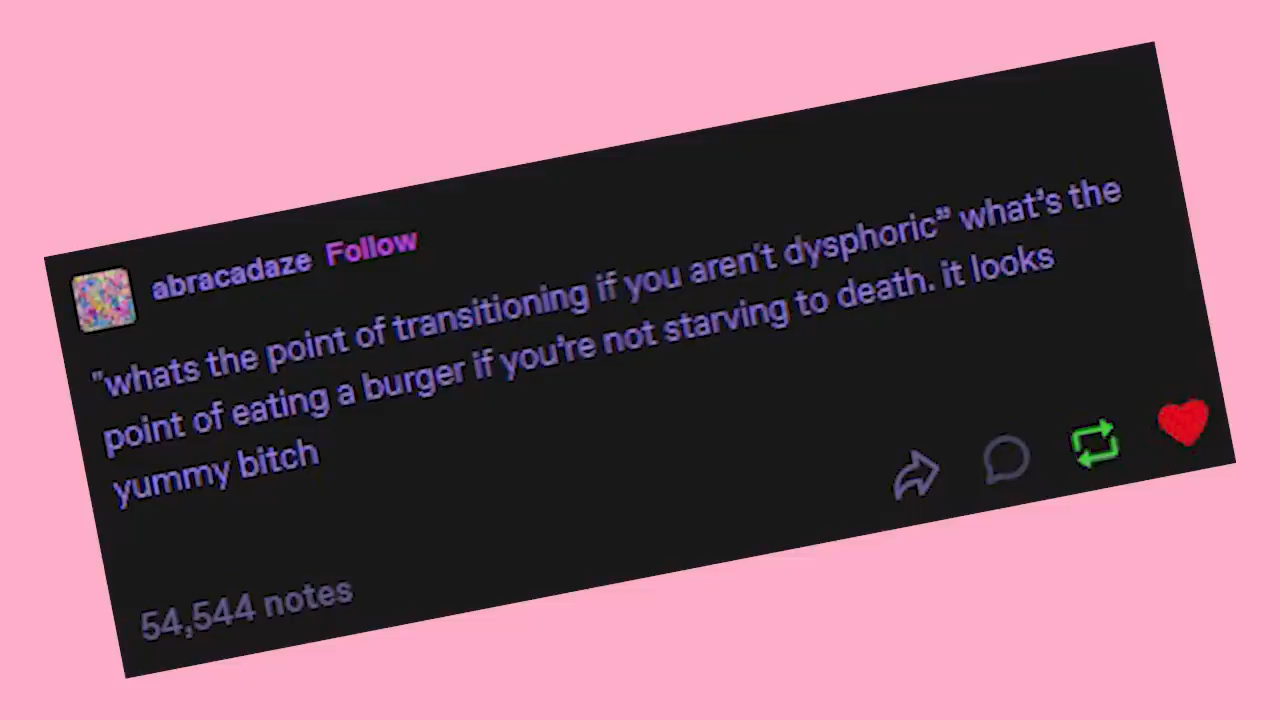 abracadaze Follow
"whats the point of transitioning if you aren't dysphoric” what's the
point of eating a burger if you're not starving to death. it looks
yummy bitch
54,544 notes